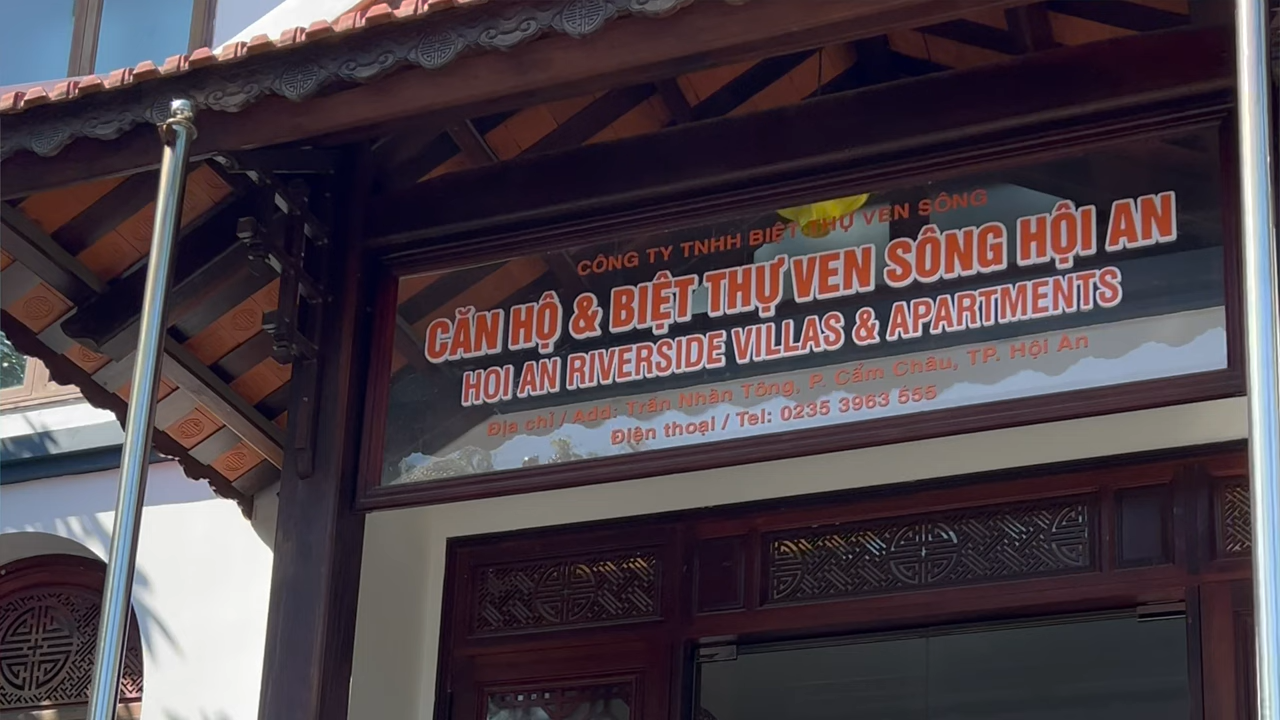 CÔNG TY TNHH BIỆT THỰ VEN SÔNG
CĂN HỘ & BIỆT THỰ VEN SÔNG HỘI AN
HOI AN RIVERSIDE VILLAS & APARTMENTS
Địa chỉ / Add: Trần Nhân Tông, P. Cẩm Châu, TP. Hội An
Điện thoại / Tel: 0235 3963 555